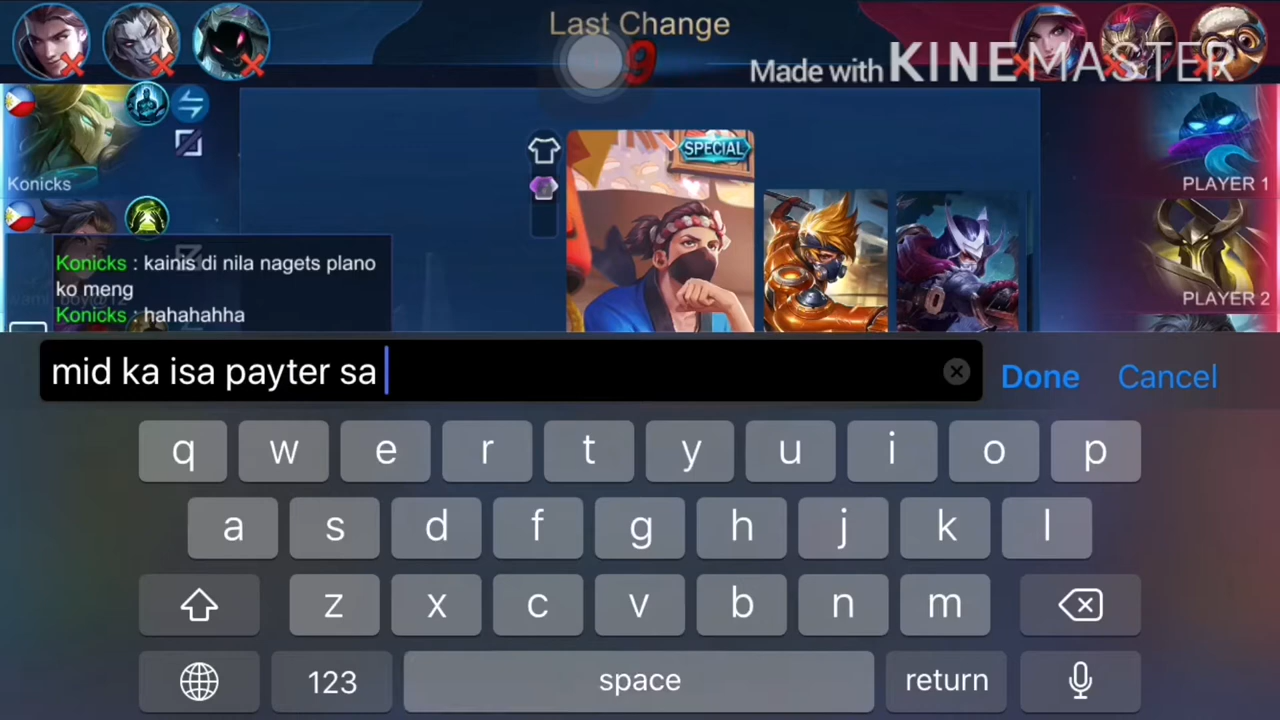 Last Change
9
Made with KINEMASTER
SPECIAL
Konicks
PLAYER 1
PLAYER 2
Konicks : kainis di nila nagets plano
ko meng
Konicks : hahahahha
mid ka isa payter sa
Done
Cancel
q w e r t y u i o p
a s d f g h j k l
z x c v b n m
123
space
return